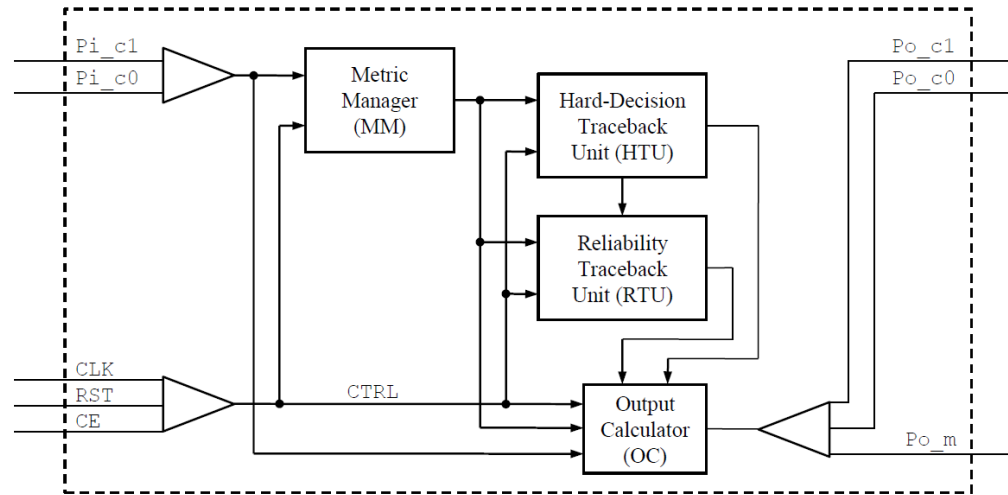 Pi_c1
Pi_c0
Metric
Manager
(MM)
Hard-Decision
Traceback
Unit (HTU)
Po_c1
Po_c0
Reliability
Traceback
Unit (RTU)
CLK
RST
CE
CTRL
Output
Calculator
(OC)
Po_m